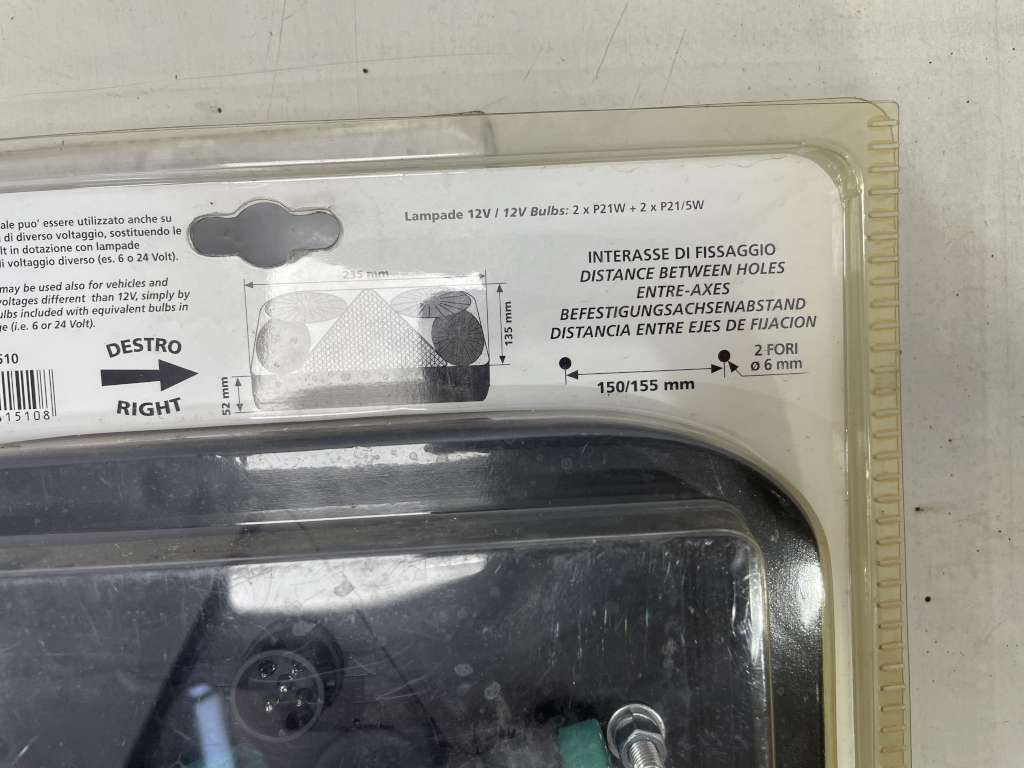 ale puo' essere utilizzato anche su
di diverso voltaggio, sostituendo le
lt in dotazione con lampade
di voltaggio diverso (es. 6 o 24 Volt).
may be used also for vehicles and
voltages different than 12V, simply by
ulbs included with equivalent bulbs in
ge (i.e. 6 or 24 Volt).
510
15108
DESTRO
RIGHT
Lampade 12V / 12V Bulbs: 2 x P21W + 2 x P21/5W
235 mm
135 mm
52 mm
INTERASSE DI FISSAGGIO
DISTANCE BETWEEN HOLES
ENTRE-AXES
BEFESTIGUNGSACHSENABSTAND
DISTANCIA ENTRE EJES DE FIJACION
2 FORI
ø 6 mm
150/155 mm